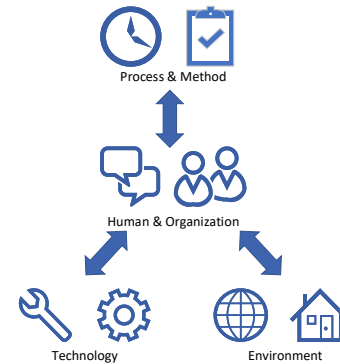 Process & Method
Human & Organization
Technology
Environment